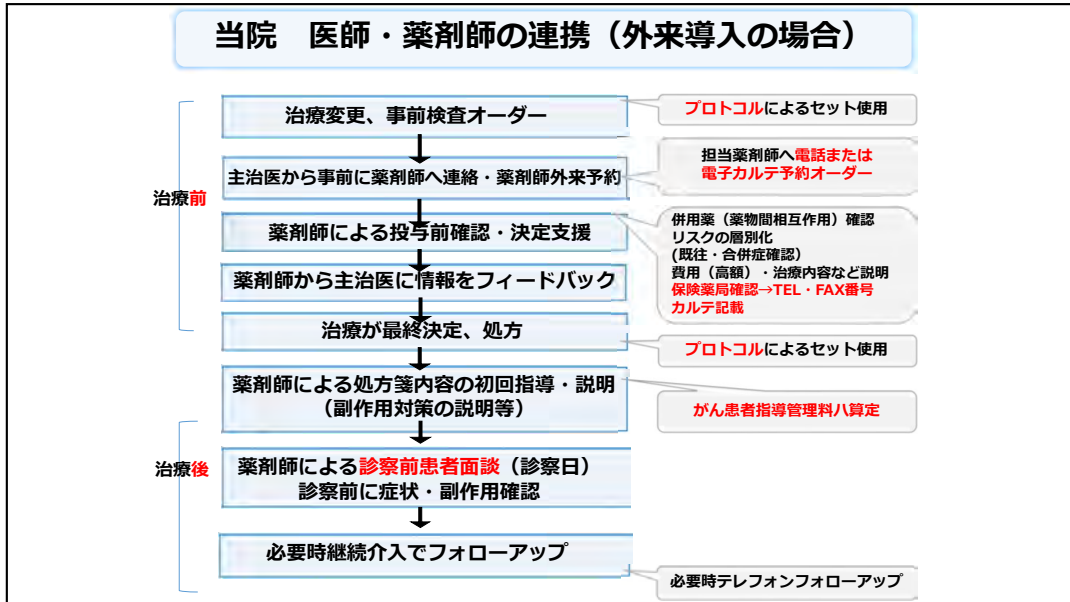 当院　医師・薬剤師の連携（外来導入の場合）
治療前
治療変更、事前検査オーダー
プロトコルによるセット使用
主治医から事前に薬剤師へ連絡・薬剤師外来予約
担当薬剤師へ電話または
電子カルテ予約オーダー
薬剤師による投与前確認・決定支援
併用薬（薬物間相互作用）確認
リスクの層別化
(既往・合併症確認）
費用（高額）・治療内容など説明
保険薬局確認→TEL・FAX番号
カルテ記載
薬剤師から主治医に情報をフィードバック
治療が最終決定、処方
プロトコルによるセット使用
薬剤師による処方箋内容の初回指導・説明
（副作用対策の説明等）
がん患者指導管理料ハ算定
治療後
薬剤師による診察前患者面談（診察日）
診察前に症状・副作用確認
必要時継続介入でフォローアップ
必要時テレフォンフォローアップ